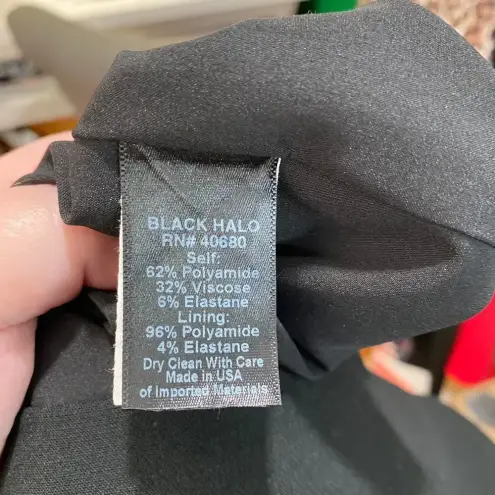 BLACK HALO
RN# 40680
Self:
62% Polyamide
32% Viscose
6% Elastane
Lining:
96% Polyamide
4% Elastane
Dry Clean With Care
Made in USA
of Imported Materials